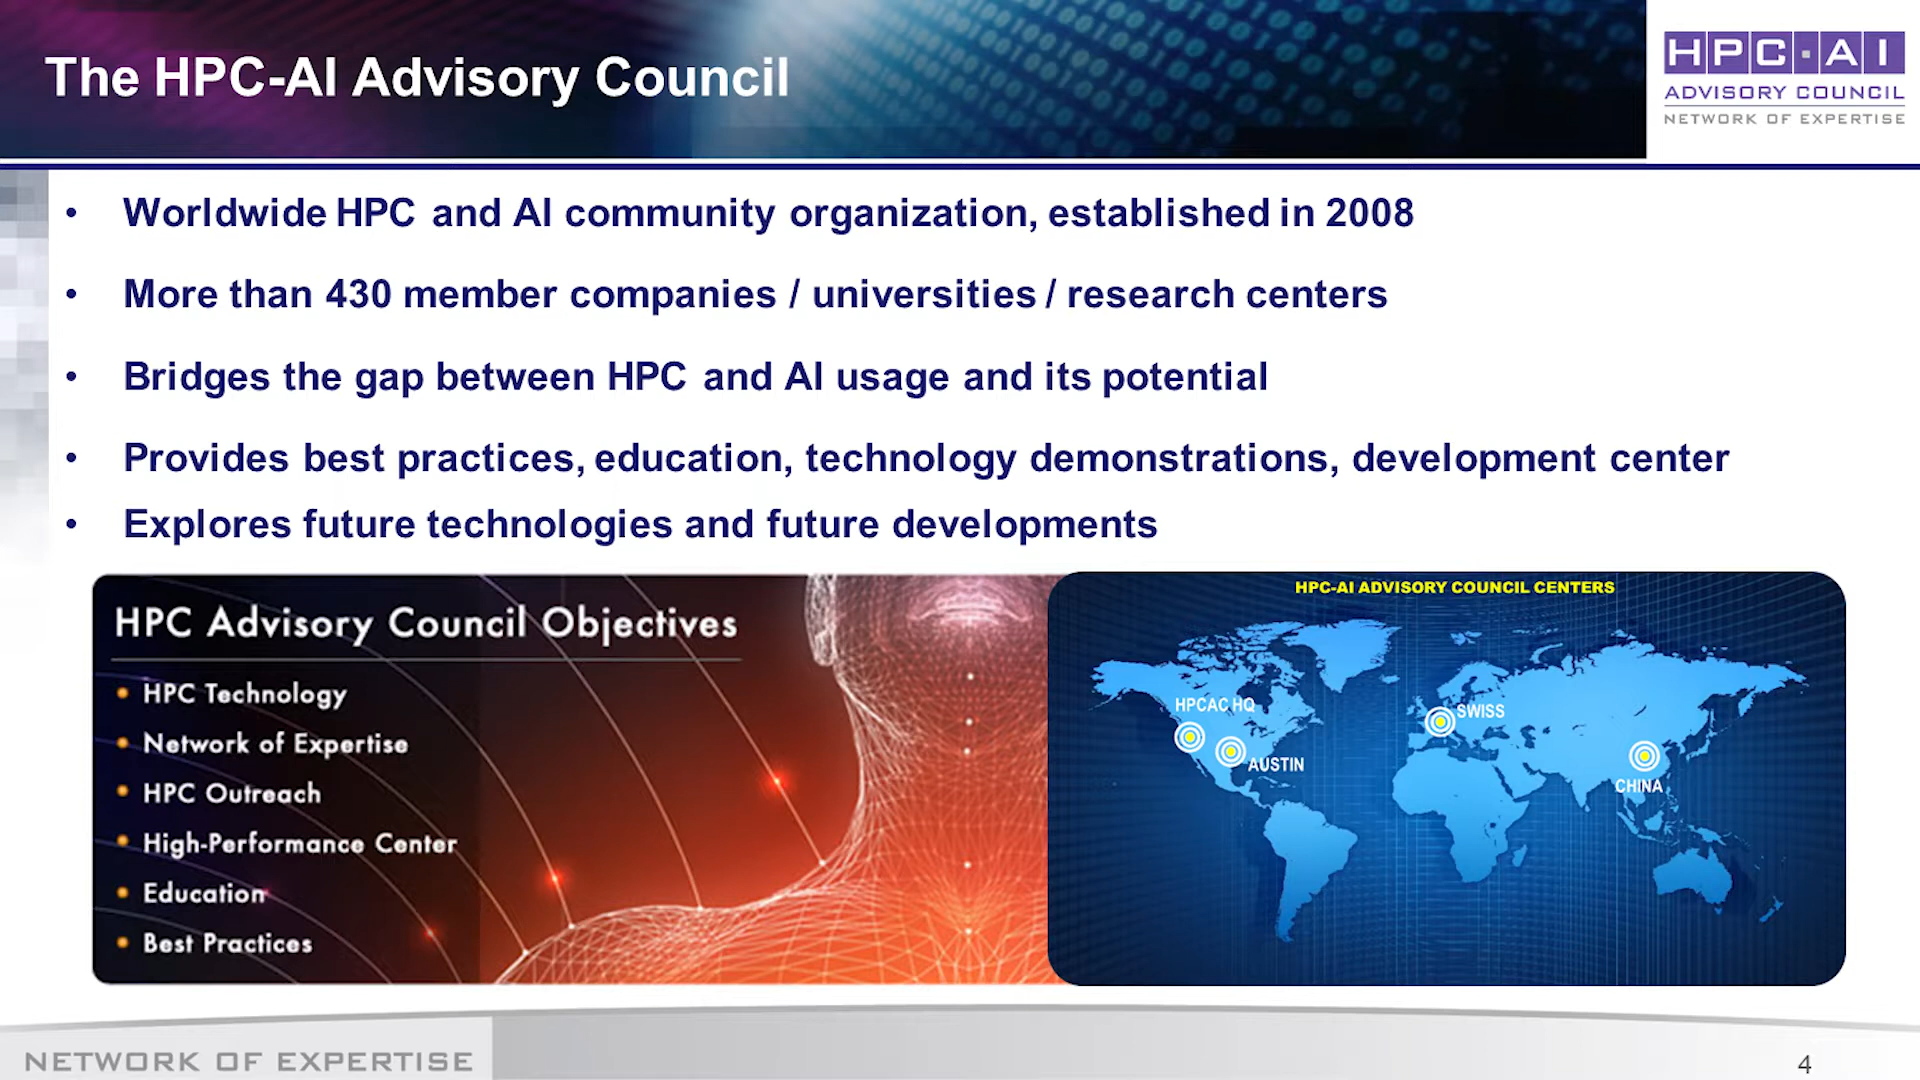 The HPC-AI Advisory Council
HPC·AI
ADVISORY COUNCIL
NETWORK OF EXPERTISE
• Worldwide HPC and AI community organization, established in 2008
• More than 430 member companies / universities / research centers
• Bridges the gap between HPC and AI usage and its potential
• Provides best practices, education, technology demonstrations, development center
• Explores future technologies and future developments
HPC Advisory Council Objectives
• HPC Technology
• Network of Expertise
• HPC Outreach
• High-Performance Center
• Education
• Best Practices
HPC-AI ADVISORY COUNCIL CENTERS
HPCAC HQ
SWISS
AUSTIN
CHINA
NETWORK OF EXPERTISE
4